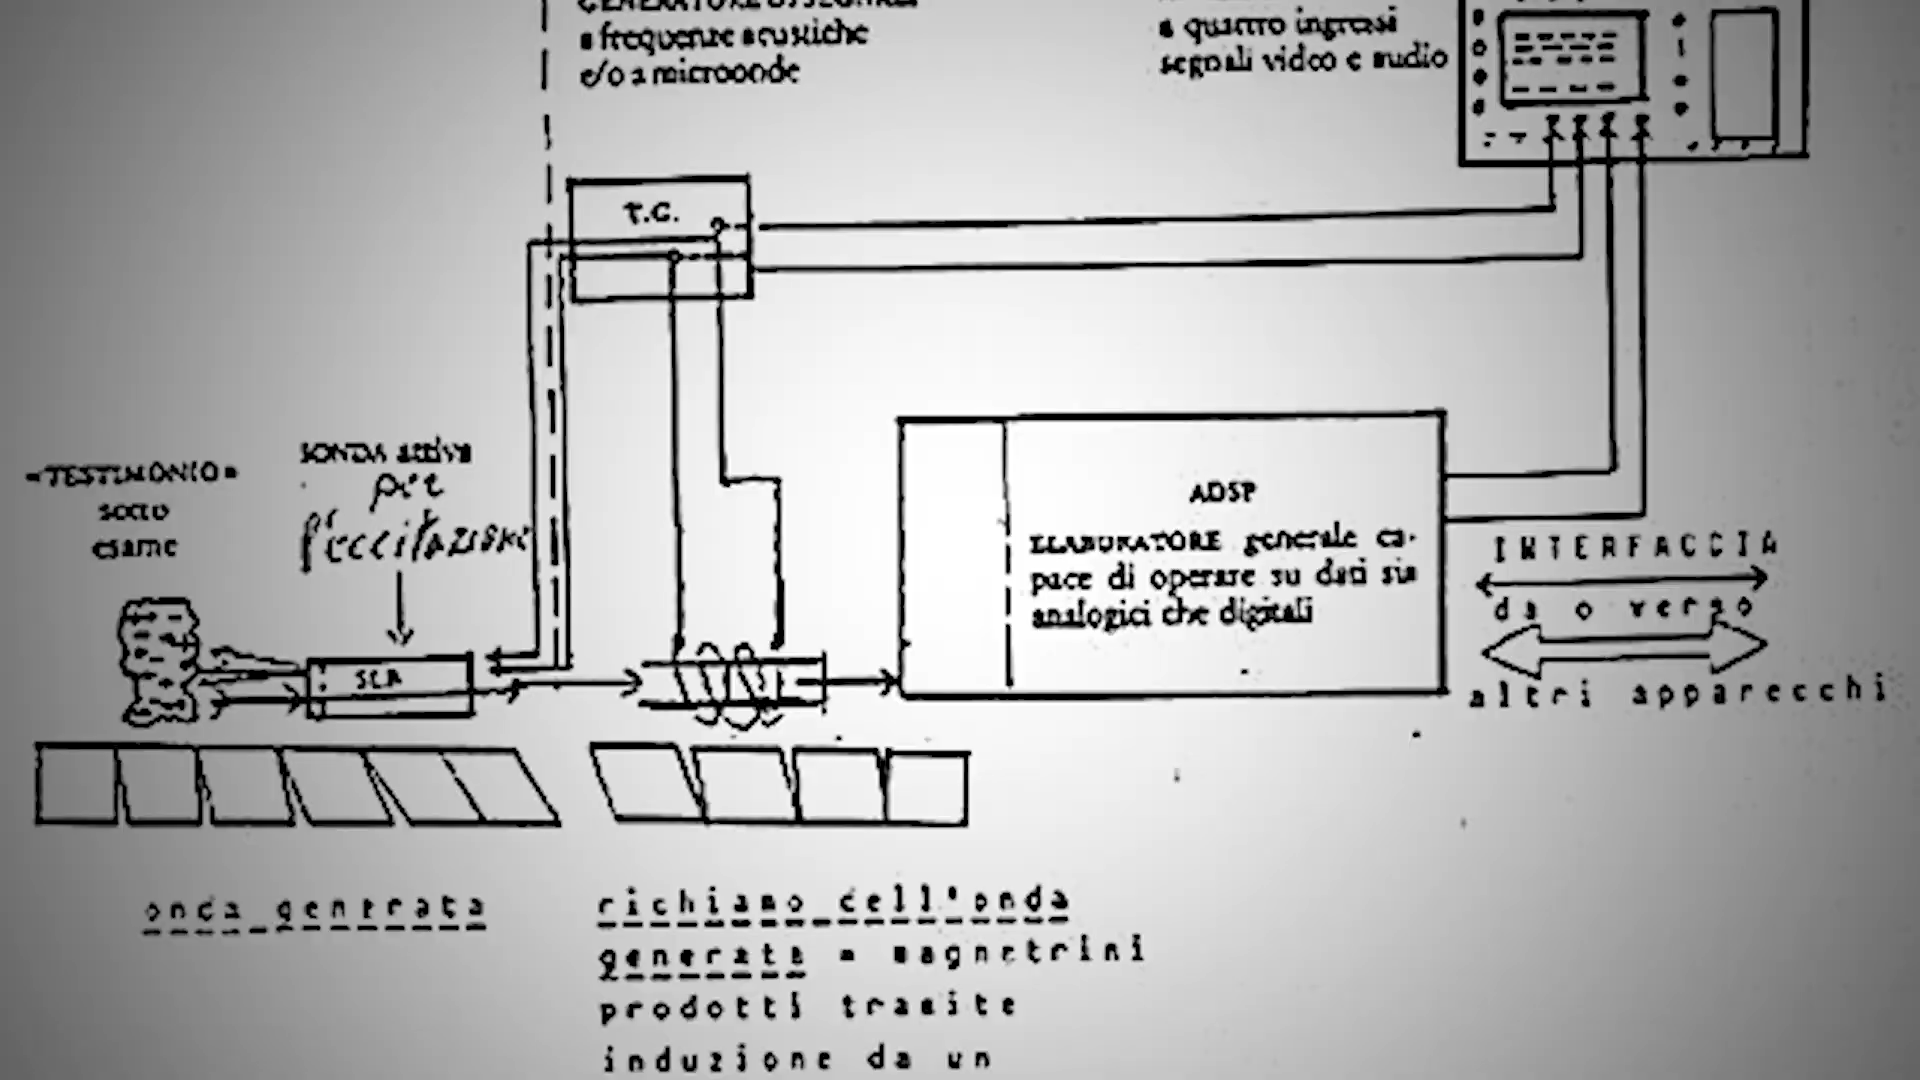 GENERATORE DI SEGNALI
a frequenze acustiche
e/o a microonde
a quattro ingressi
segnali video e audio
T.G.
«TESTIMONIO»
sotto
esame
SONDA attiva
per
l'eccitazione
ADSP
ELABORATORE generale ca-
pace di operare su dati sia
analogici che digitali
INTERFACCIA
da o verso
altri apparecchi
onda generata
richiamo dell'onda
generata = magnetrini
prodotti tramite
induzione da un